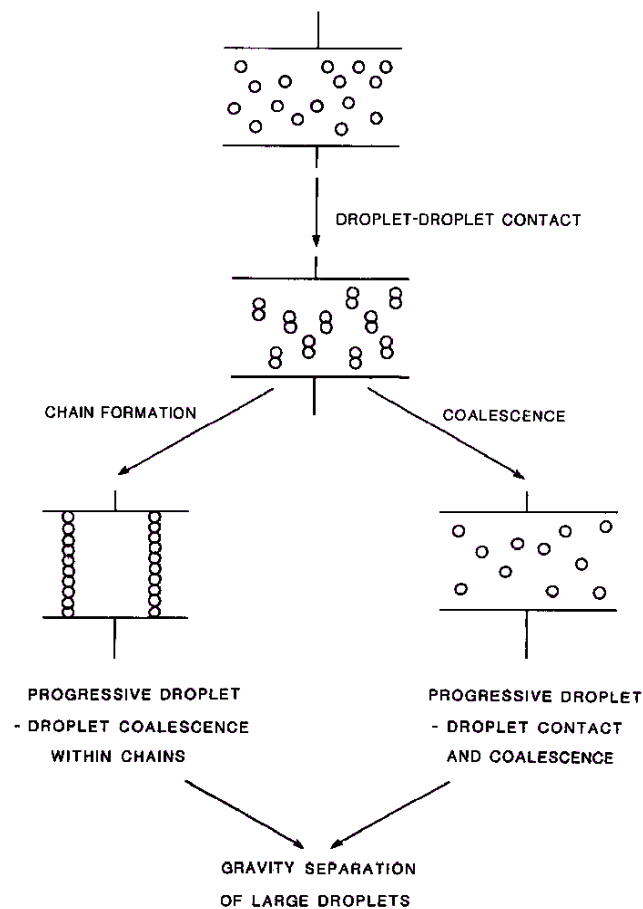 DROPLET-DROPLET CONTACT
CHAIN FORMATION
COALESCENCE
PROGRESSIVE DROPLET
- DROPLET COALESCENCE
WITHIN CHAINS
PROGRESSIVE DROPLET
- DROPLET CONTACT
AND COALESCENCE
GRAVITY SEPARATION
OF LARGE DROPLETS